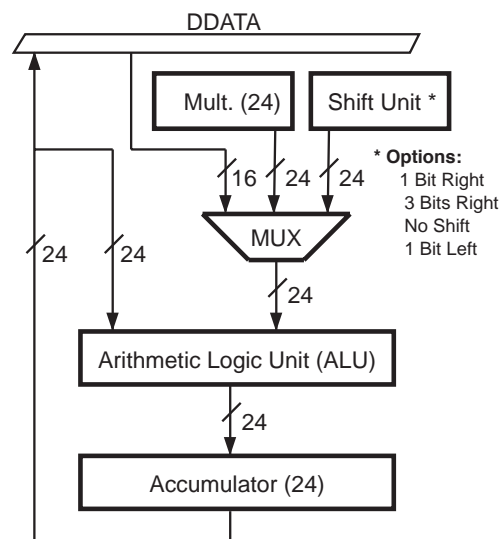 DDATA
Mult. (24)
Shift Unit *
16
24
24
* Options:
1 Bit Right
3 Bits Right
No Shift
1 Bit Left
MUX
24
24
24
Arithmetic Logic Unit (ALU)
24
Accumulator (24)